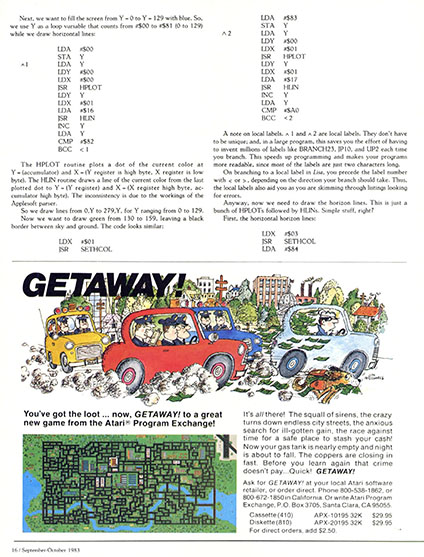 Next, we want to fill the screen from Y = 0 to Y = 129 with blue. So,
we use Y as a loop variable that counts from #$00 to #$81 (0 to 129)
while we draw horizontal lines:
LDA #$00
STA Y
∧1 LDA Y
LDY #$00
LDX #$00
JSR HPLOT
LDY Y
LDX #$01
LDA #$16
JSR HLIN
INC Y
LDA Y
CMP #$82
BCC <1
The HPLOT routine plots a dot of the current color at
Y = (accumulator) and X = (Y register is high byte, X register is low
byte). The HLIN routine draws a line of the current color from the last
plotted dot to Y = (Y register) and X = (X register high byte, ac-
cumulator high byte). The inconsistency is due to the workings of the
Applesoft parser.
So we draw lines from 0,Y to 279,Y, for Y ranging from 0 to 129.
Now we want to draw green from 130 to 159, leaving a black
border between sky and ground. The code looks similar:
LDX #$01
JSR SETHCOL
LDA #$83
STA Y
∧2 LDA Y
LDY #$00
LDX #$01
JSR HPLOT
LDY Y
LDX #$01
LDA #$17
JSR HLIN
INC Y
LDA Y
CMP #$A0
BCC <2
A note on local labels. ∧1 and ∧2 are local labels. They don't have
to be unique; and, in a large program, this saves you the effort of having
to invent millions of labels like BRANCH23, JP10, and UP2 each time
you branch. This speeds up programming and makes your programs
more readable, since most of the labels are just two characters long.
On branching to a local label in Lisa, you precede the label number
with < or >, depending on the direction your branch should take. Thus,
the local labels also aid you as you are skimming through listings looking
for errors.
Anyway, now we need to draw the horizon lines. This is just a
bunch of HPLOTs followed by HLINs. Simple stuff, right?
First, the horizontal horizon lines:
LDX #$03
JSR SETHCOL
LDA #$84
GETAWAY!
You've got the loot ... now, GETAWAY! to a great
new game from the Atari® Program Exchange!
It's all there! The squall of sirens, the crazy
turns down endless city streets, the anxious
search for ill-gotten gain, the race against
time for a safe place to stash your cash!
Now your gas tank is nearly empty and night
is about to fall. The coppers are closing in
fast. Before you learn again that crime
doesn't pay...Quick! GETAWAY!
Ask for GETAWAY! at your local Atari software
retailer, or order direct. Phone 800-538-1862, or
800-672-1850 in California. Or write Atari Program
Exchange, P.O. Box 3705, Santa Clara, CA 95055.
Cassette (410) APX-10195 32K $29.95
Diskette (810) APX-20195 32K $29.95
For direct orders, add $2.50.
16 / September-October 1983